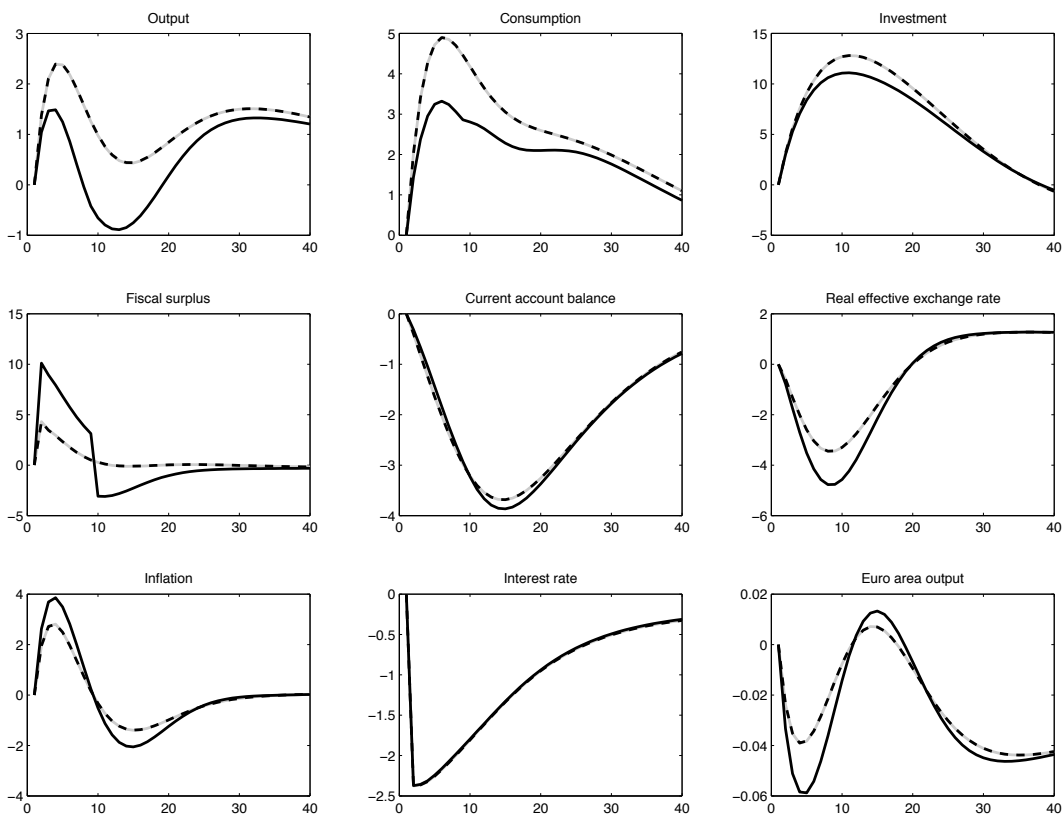 Output
3
2
1
0
−1
0 10 20 30 40
Consumption
5
4
3
2
1
0
0 10 20 30 40
Investment
15
10
5
0
−5
0 10 20 30 40
Fiscal surplus
15
10
5
0
−5
0 10 20 30 40
Current account balance
0
−1
−2
−3
−4
0 10 20 30 40
Real effective exchange rate
2
0
−2
−4
−6
0 10 20 30 40
Inflation
4
2
0
−2
−4
0 10 20 30 40
Interest rate
0
−0.5
−1
−1.5
−2
−2.5
0 10 20 30 40
Euro area output
0.02
0
−0.02
−0.04
−0.06
0 10 20 30 40